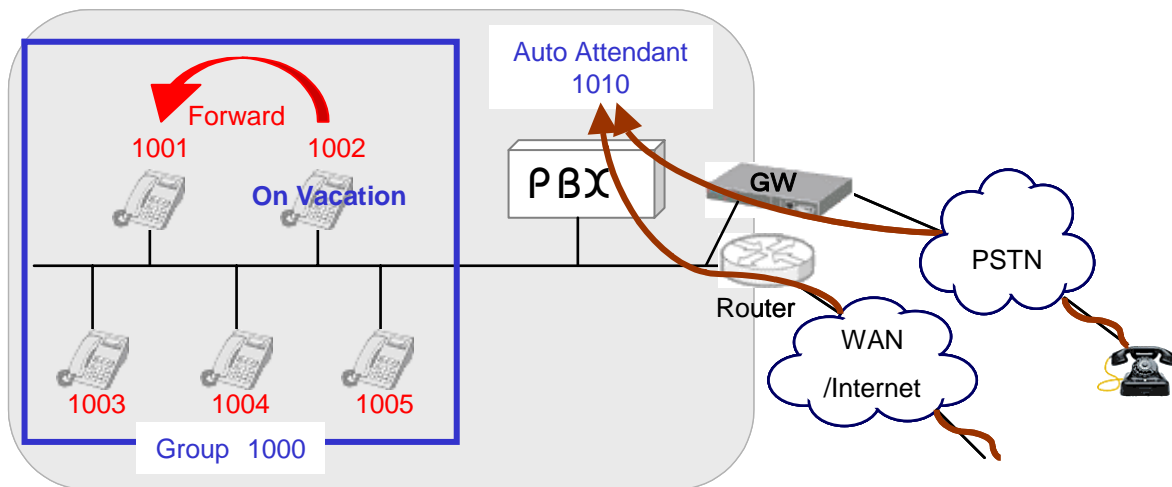 Auto Attendant
1010
Forward
1001
1002
On Vacation
PBX
GW
PSTN
Router
WAN
/Internet
1003
1004
1005
Group 1000